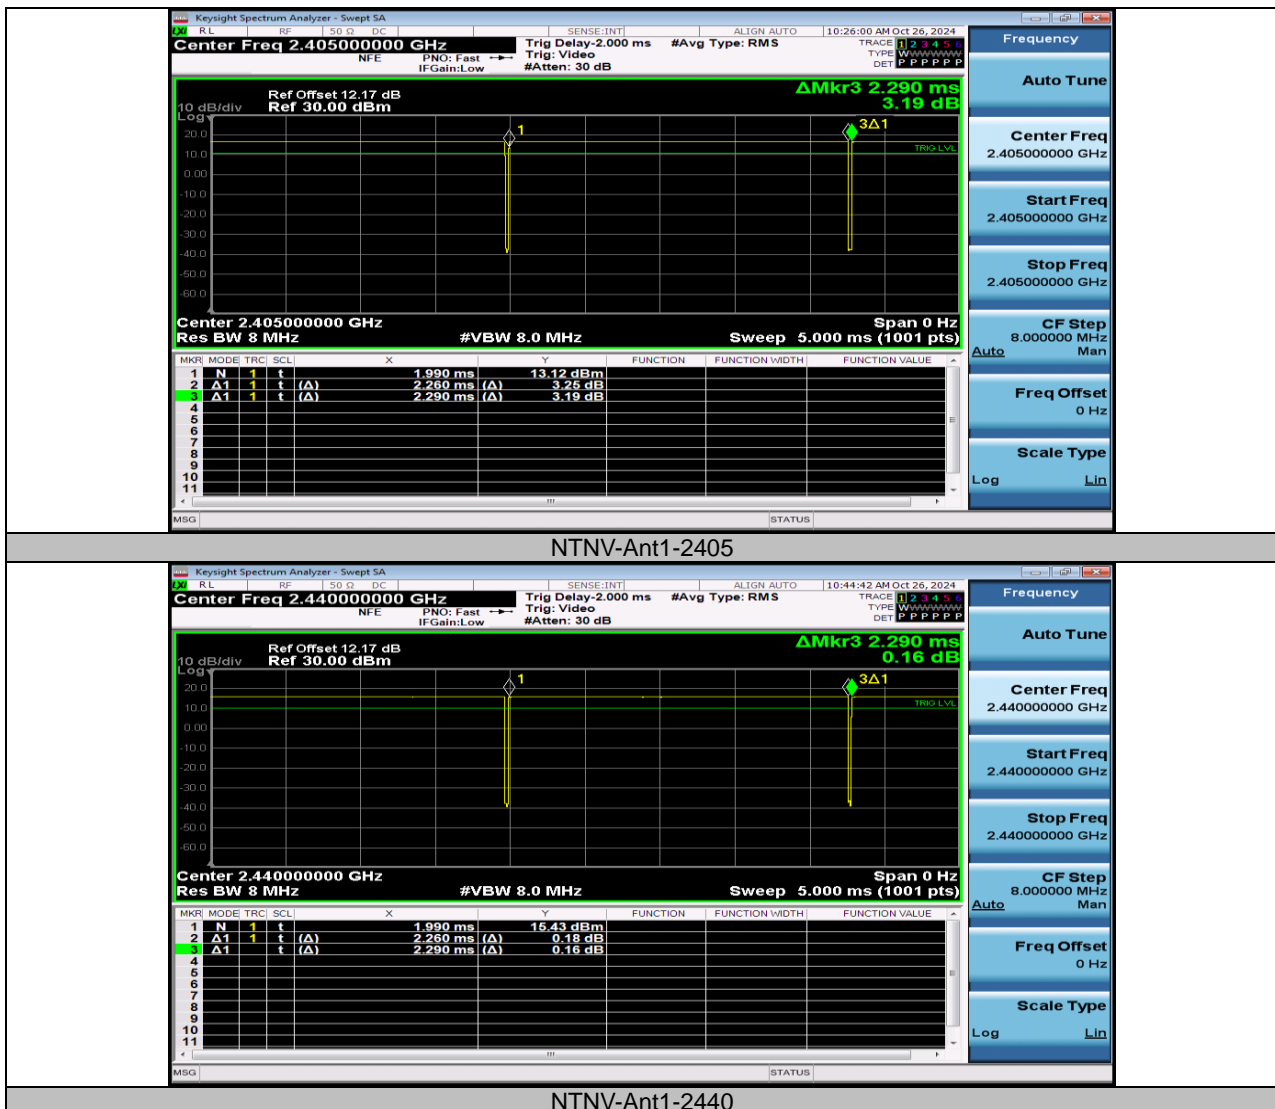 Keysight Spectrum Analyzer - Swept SA
LXI RL RF 50 Ω DC SENSE:INT ALIGN AUTO 10:26:00 AM Oct 26, 2024
Center Freq 2.405000000 GHz Trig Delay-2.000 ms #Avg Type: RMS TRACE 1 2 3 4 5 6
NFE PNO: Fast Trig: Video TYPE WWWWWW
IFGain:Low #Atten: 30 dB DET P P P P P P
Frequency
Auto Tune
Center Freq
2.405000000 GHz
Start Freq
2.405000000 GHz
Stop Freq
2.405000000 GHz
CF Step
8.000000 MHz
Auto Man
Freq Offset
0 Hz
Scale Type
Log Lin
ΔMkr3 2.290 ms
3.19 dB
Ref Offset 12.17 dB
10 dB/div Ref 30.00 dBm
Log
1
3Δ1
TRIG LVL
20.0
10.0
0.00
-10.0
-20.0
-30.0
-40.0
-50.0
-60.0
Center 2.405000000 GHz Span 0 Hz
Res BW 8 MHz #VBW 8.0 MHz Sweep 5.000 ms (1001 pts)
MKR MODE TRC SCL X Y FUNCTION FUNCTION WIDTH FUNCTION VALUE
1 N 1 t 1.990 ms 13.12 dBm
2 Δ1 1 t (Δ) 2.260 ms (Δ) 3.25 dB
3 Δ1 1 t (Δ) 2.290 ms (Δ) 3.19 dB
4
5
6
7
8
9
10
11
MSG STATUS
NTNV-Ant1-2405
Keysight Spectrum Analyzer - Swept SA
LXI RL RF 50 Ω DC SENSE:INT ALIGN AUTO 10:44:42 AM Oct 26, 2024
Center Freq 2.440000000 GHz Trig Delay-2.000 ms #Avg Type: RMS TRACE 1 2 3 4 5 6
NFE PNO: Fast Trig: Video TYPE WWWWWW
IFGain:Low #Atten: 30 dB DET P P P P P P
Frequency
Auto Tune
Center Freq
2.440000000 GHz
Start Freq
2.440000000 GHz
Stop Freq
2.440000000 GHz
CF Step
8.000000 MHz
Auto Man
Freq Offset
0 Hz
Scale Type
Log Lin
ΔMkr3 2.290 ms
0.16 dB
Ref Offset 12.17 dB
10 dB/div Ref 30.00 dBm
Log
1
3Δ1
TRIG LVL
20.0
10.0
0.00
-10.0
-20.0
-30.0
-40.0
-50.0
-60.0
Center 2.440000000 GHz Span 0 Hz
Res BW 8 MHz #VBW 8.0 MHz Sweep 5.000 ms (1001 pts)
MKR MODE TRC SCL X Y FUNCTION FUNCTION WIDTH FUNCTION VALUE
1 N 1 t 1.990 ms 15.43 dBm
2 Δ1 1 t (Δ) 2.260 ms (Δ) 0.18 dB
3 Δ1 t (Δ) 2.290 ms (Δ) 0.16 dB
4
5
6
7
8
9
10
11
MSG STATUS
NTNV-Ant1-2440